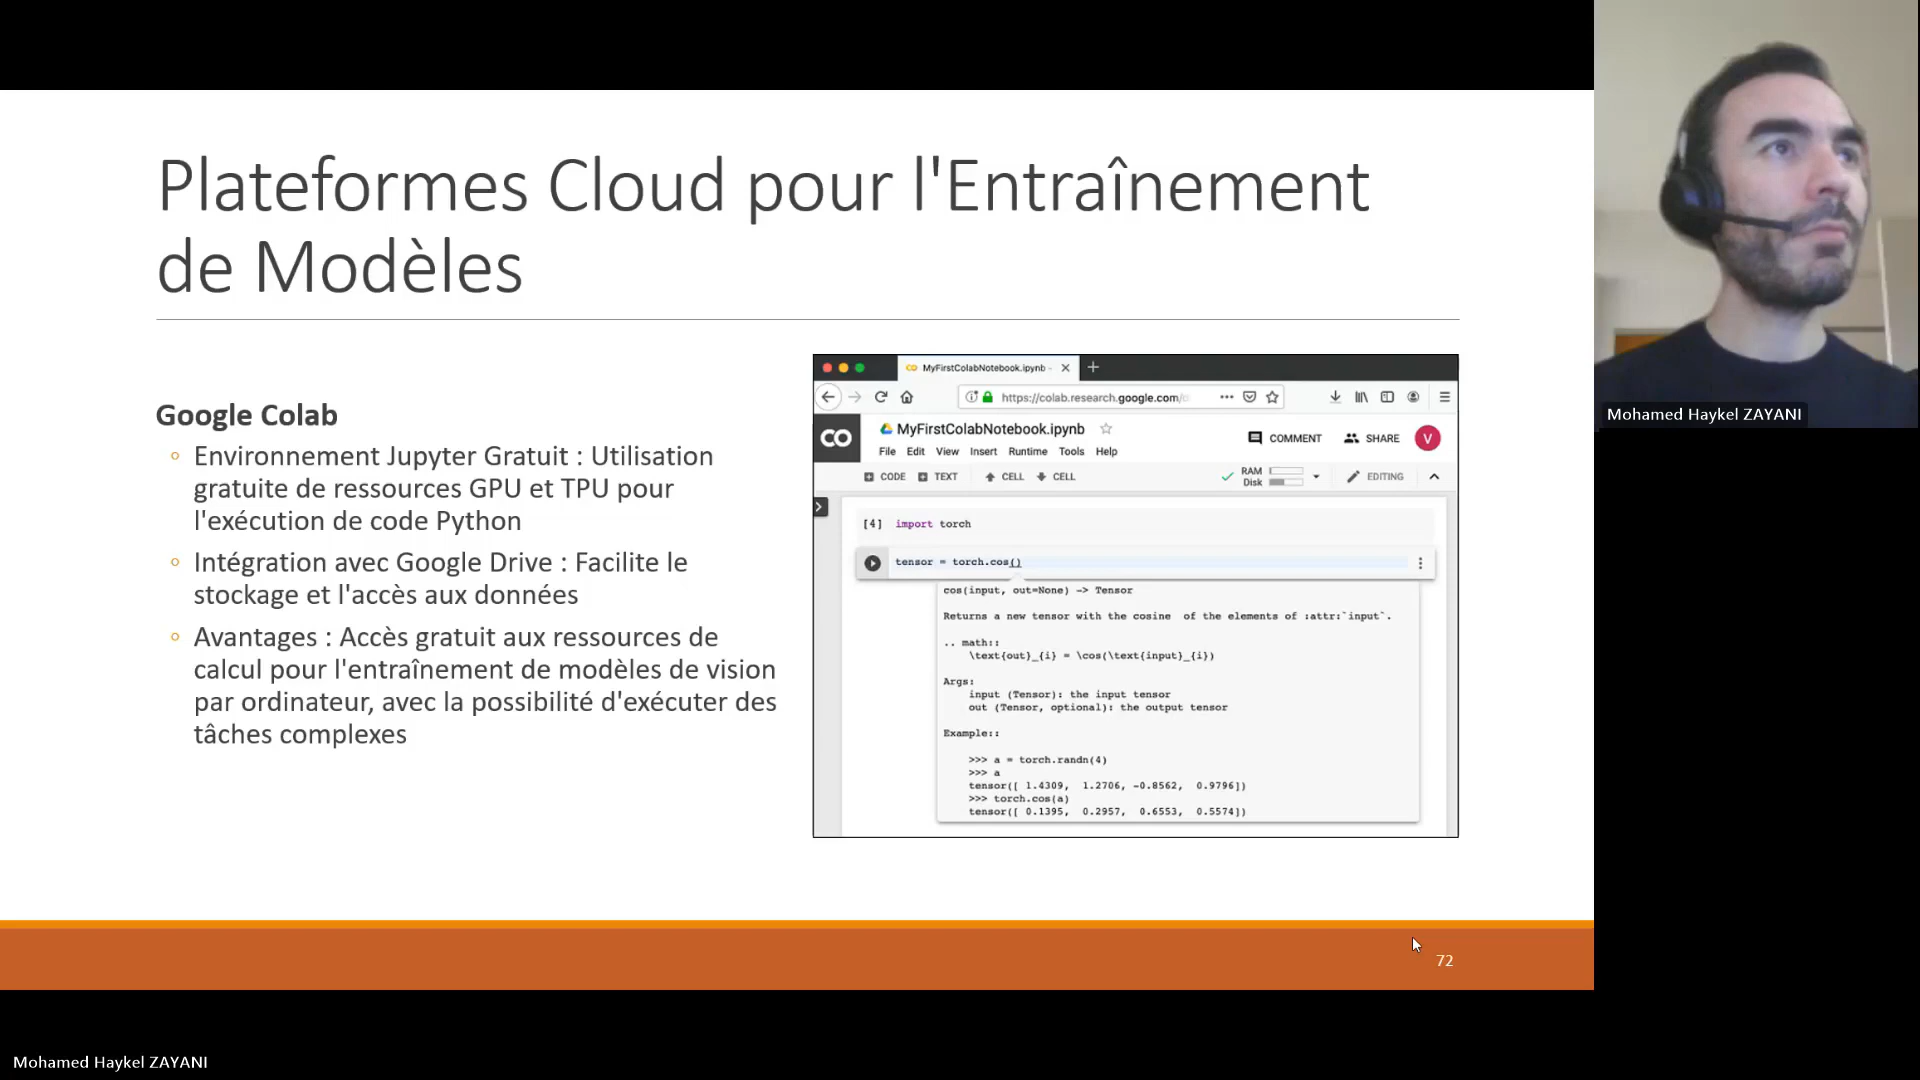 Plateformes Cloud pour l'Entraînement
de Modèles
Google Colab
Environnement Jupyter Gratuit : Utilisation
gratuite de ressources GPU et TPU pour
l'exécution de code Python
Intégration avec Google Drive : Facilite le
stockage et l'accès aux données
Avantages : Accès gratuit aux ressources de
calcul pour l'entraînement de modèles de vision
par ordinateur, avec la possibilité d'exécuter des
tâches complexes
MyFirstColabNotebook.ipynb -
https://colab.research.google.com/
CO
MyFirstColabNotebook.ipynb
COMMENT
SHARE
V
File Edit View Insert Runtime Tools Help
CODE TEXT CELL CELL
RAM
Disk
EDITING
[4] import torch
tensor = torch.cos()
cos(input, out=None) -> Tensor
Returns a new tensor with the cosine of the elements of :attr:`input`.
.. math::
\text{out}_{i} = \cos(\text{input}_{i})
Args:
input (Tensor): the input tensor
out (Tensor, optional): the output tensor
Example::
>>> a = torch.randn(4)
>>> a
tensor([ 1.4309, 1.2706, -0.8562, 0.9796])
>>> torch.cos(a)
tensor([ 0.1395, 0.2957, 0.6553, 0.5574])
72
Mohamed Haykel ZAYANI
Mohamed Haykel ZAYANI